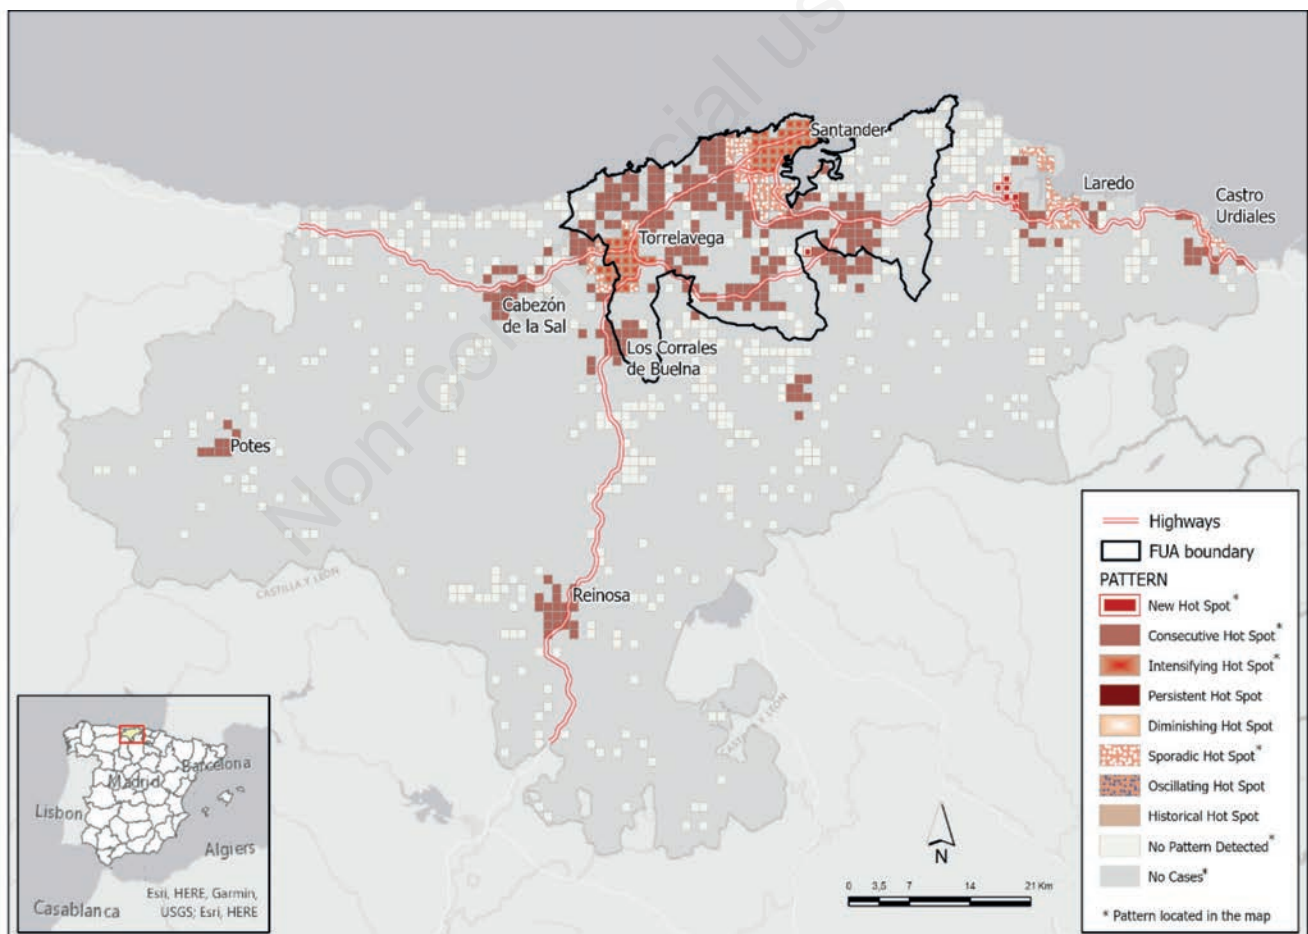 Non-commercial us
Santander
Laredo
Castro
Urdiales
Torrelavega
Cabezón
de la Sal
Los Corrales
de Buelna
Potes
Reinosa
CASTILLA Y LEÓN
CASTILLA Y LEÓN
Highways
FUA boundary
PATTERN
New Hot Spot*
Consecutive Hot Spot*
Intensifying Hot Spot*
Persistent Hot Spot
Diminishing Hot Spot
Sporadic Hot Spot*
Oscillating Hot Spot
Historical Hot Spot
No Pattern Detected*
No Cases*
* Pattern located in the map
N
0 3,5 7 14 21 Km
Barcelona
Madrid
Lisbon
Algiers
Casablanca
Esri, HERE, Garmin,
USGS; Esri, HERE